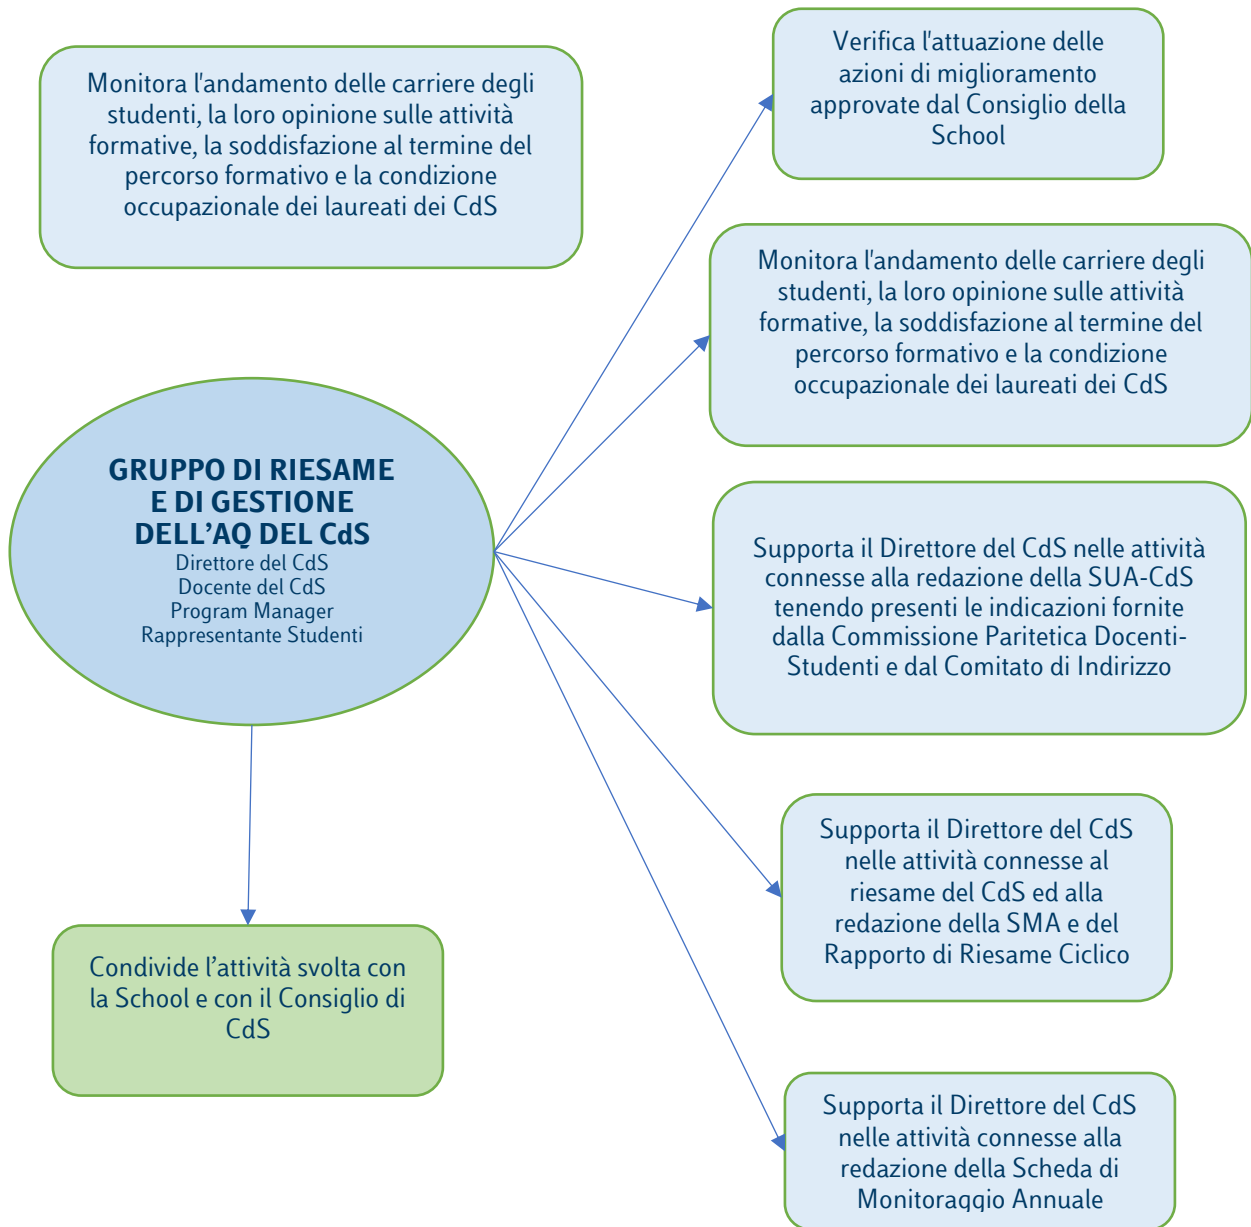 Monitora l'andamento delle carriere degli
studenti, la loro opinione sulle attività
formative, la soddisfazione al termine del
percorso formativo e la condizione
occupazionale dei laureati dei CdS
Verifica l'attuazione delle
azioni di miglioramento
approvate dal Consiglio della
School
Monitora l'andamento delle carriere degli
studenti, la loro opinione sulle attività
formative, la soddisfazione al termine del
percorso formativo e la condizione
occupazionale dei laureati dei CdS
GRUPPO DI RIESAME
E DI GESTIONE
DELL’AQ DEL CdS
Direttore del CdS
Docente del CdS
Program Manager
Rappresentante Studenti
Supporta il Direttore del CdS nelle attività
connesse alla redazione della SUA-CdS
tenendo presenti le indicazioni fornite
dalla Commissione Paritetica Docenti-
Studenti e dal Comitato di Indirizzo
Supporta il Direttore del CdS
nelle attività connesse al
riesame del CdS ed alla
redazione della SMA e del
Rapporto di Riesame Ciclico
Condivide l’attività svolta con
la School e con il Consiglio di
CdS
Supporta il Direttore del CdS
nelle attività connesse alla
redazione della Scheda di
Monitoraggio Annuale